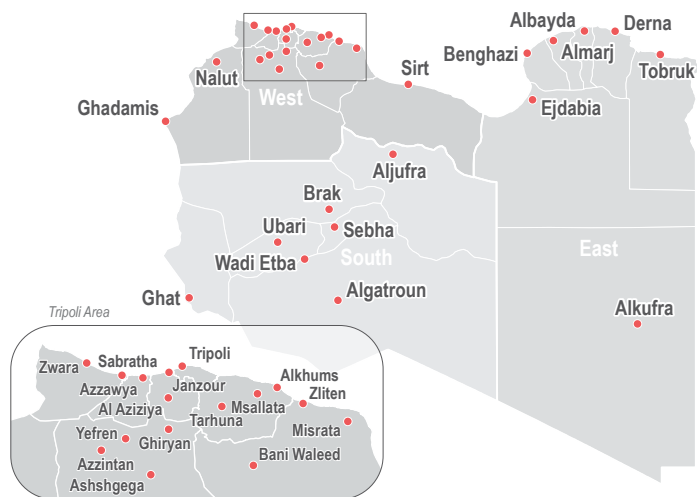 Albayda
Derna
Benghazi
Almarj
Tobruk
Nalut
West
Sirt
Ghadamis
Ejdabia
Aljufra
Brak
Ubari
Sebha
Wadi Etba
South
East
Ghat
Algatroun
Alkufra
Tripoli Area
Tripoli
Sabratha
Zwara
Alkhums
Azzawya
Janzour
Zliten
Al Aziziya
Msallata
Tarhuna
Misrata
Yefren
Ghiryan
Azzintan
Bani Waleed
Ashshgega